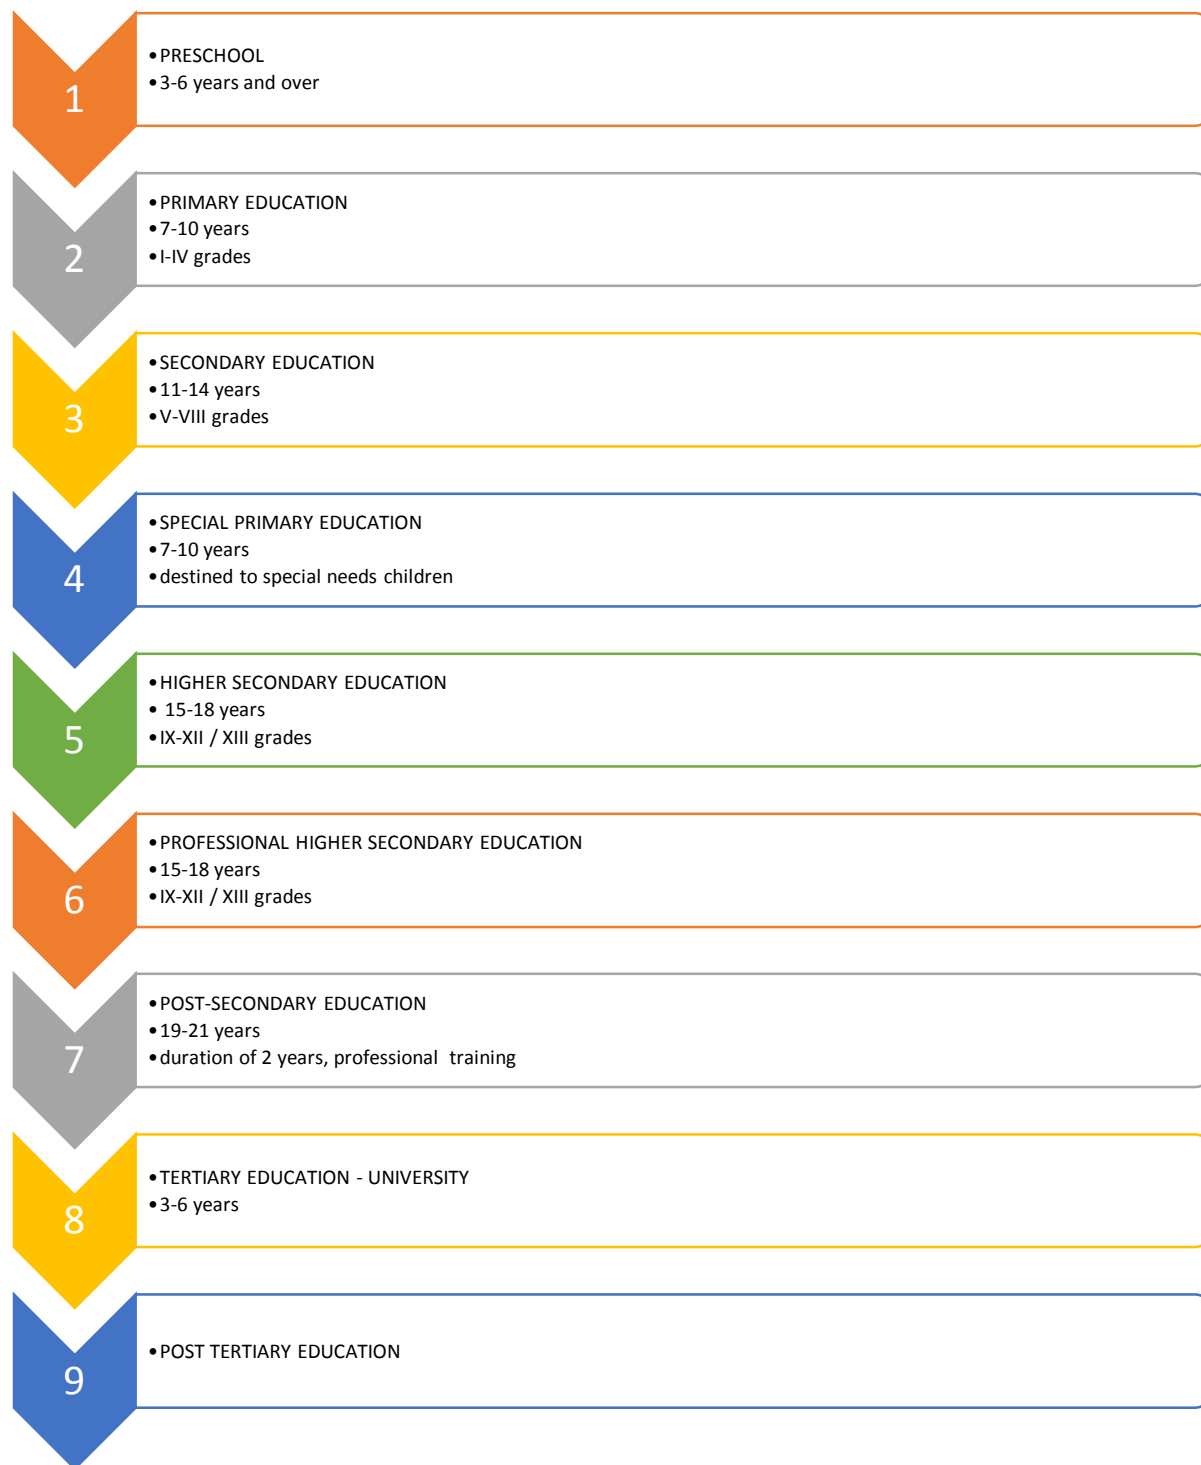 1
•PRESCHOOL
•3-6 years and over
2
•PRIMARY EDUCATION
•7-10 years
•I-IV grades
3
•SECONDARY EDUCATION
•11-14 years
•V-VIII grades
4
•SPECIAL PRIMARY EDUCATION
•7-10 years
•destined to special needs children
5
•HIGHER SECONDARY EDUCATION
• 15-18 years
•IX-XII / XIII grades
6
•PROFESSIONAL HIGHER SECONDARY EDUCATION
•15-18 years
•IX-XII / XIII grades
7
•POST-SECONDARY EDUCATION
•19-21 years
•duration of 2 years, professional  training
8
•TERTIARY EDUCATION - UNIVERSITY
•3-6 years
9
•POST TERTIARY EDUCATION